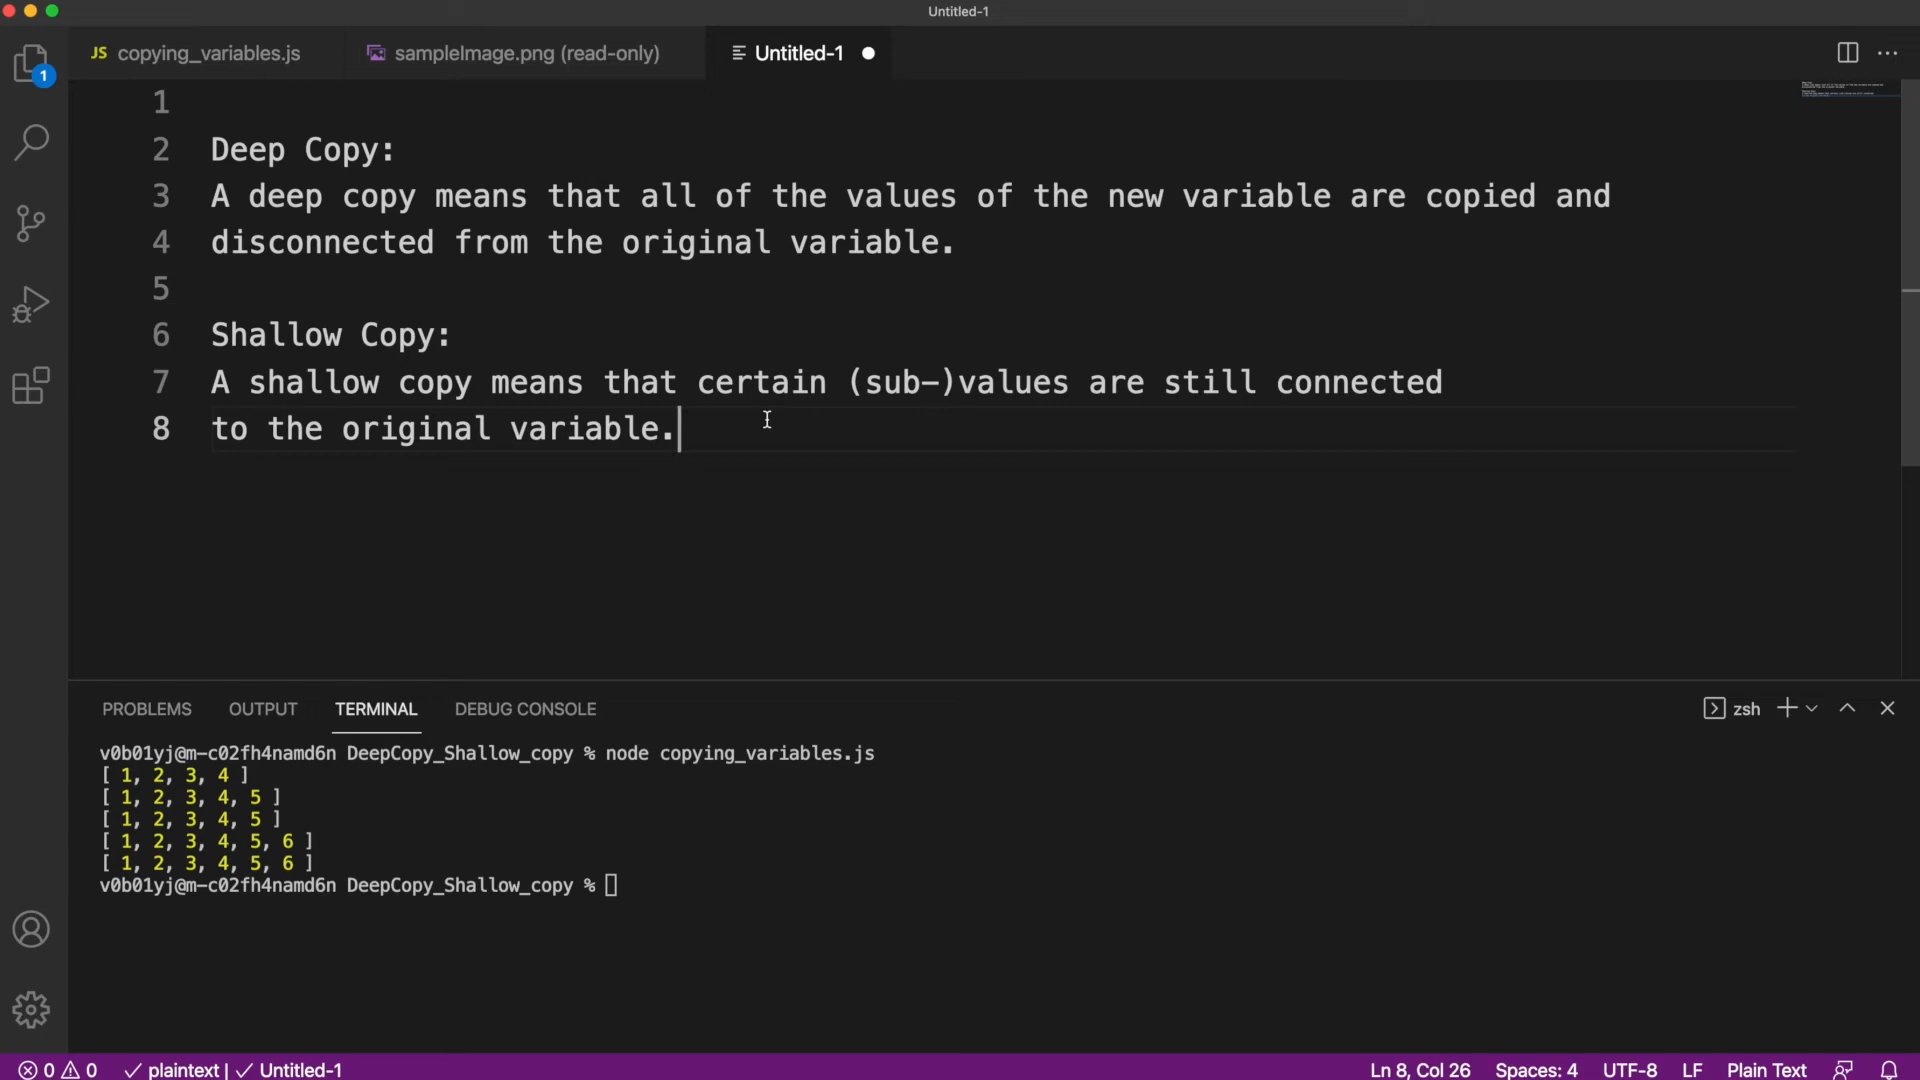 Untitled-1
JS copying_variables.js
sampleImage.png (read-only)
Untitled-1
1
1
2 Deep Copy:
3 A deep copy means that all of the values of the new variable are copied and
4 disconnected from the original variable.
5
6 Shallow Copy:
7 A shallow copy means that certain (sub-)values are still connected
8 to the original variable.
PROBLEMS OUTPUT TERMINAL DEBUG CONSOLE
zsh
v0b01yj@m-c02fh4namd6n DeepCopy_Shallow_copy % node copying_variables.js
[ 1, 2, 3, 4 ]
[ 1, 2, 3, 4, 5 ]
[ 1, 2, 3, 4, 5 ]
[ 1, 2, 3, 4, 5, 6 ]
[ 1, 2, 3, 4, 5, 6 ]
v0b01yj@m-c02fh4namd6n DeepCopy_Shallow_copy %
0 0 ✓ plaintext | ✓ Untitled-1
Ln 8, Col 26 Spaces: 4 UTF-8 LF Plain Text